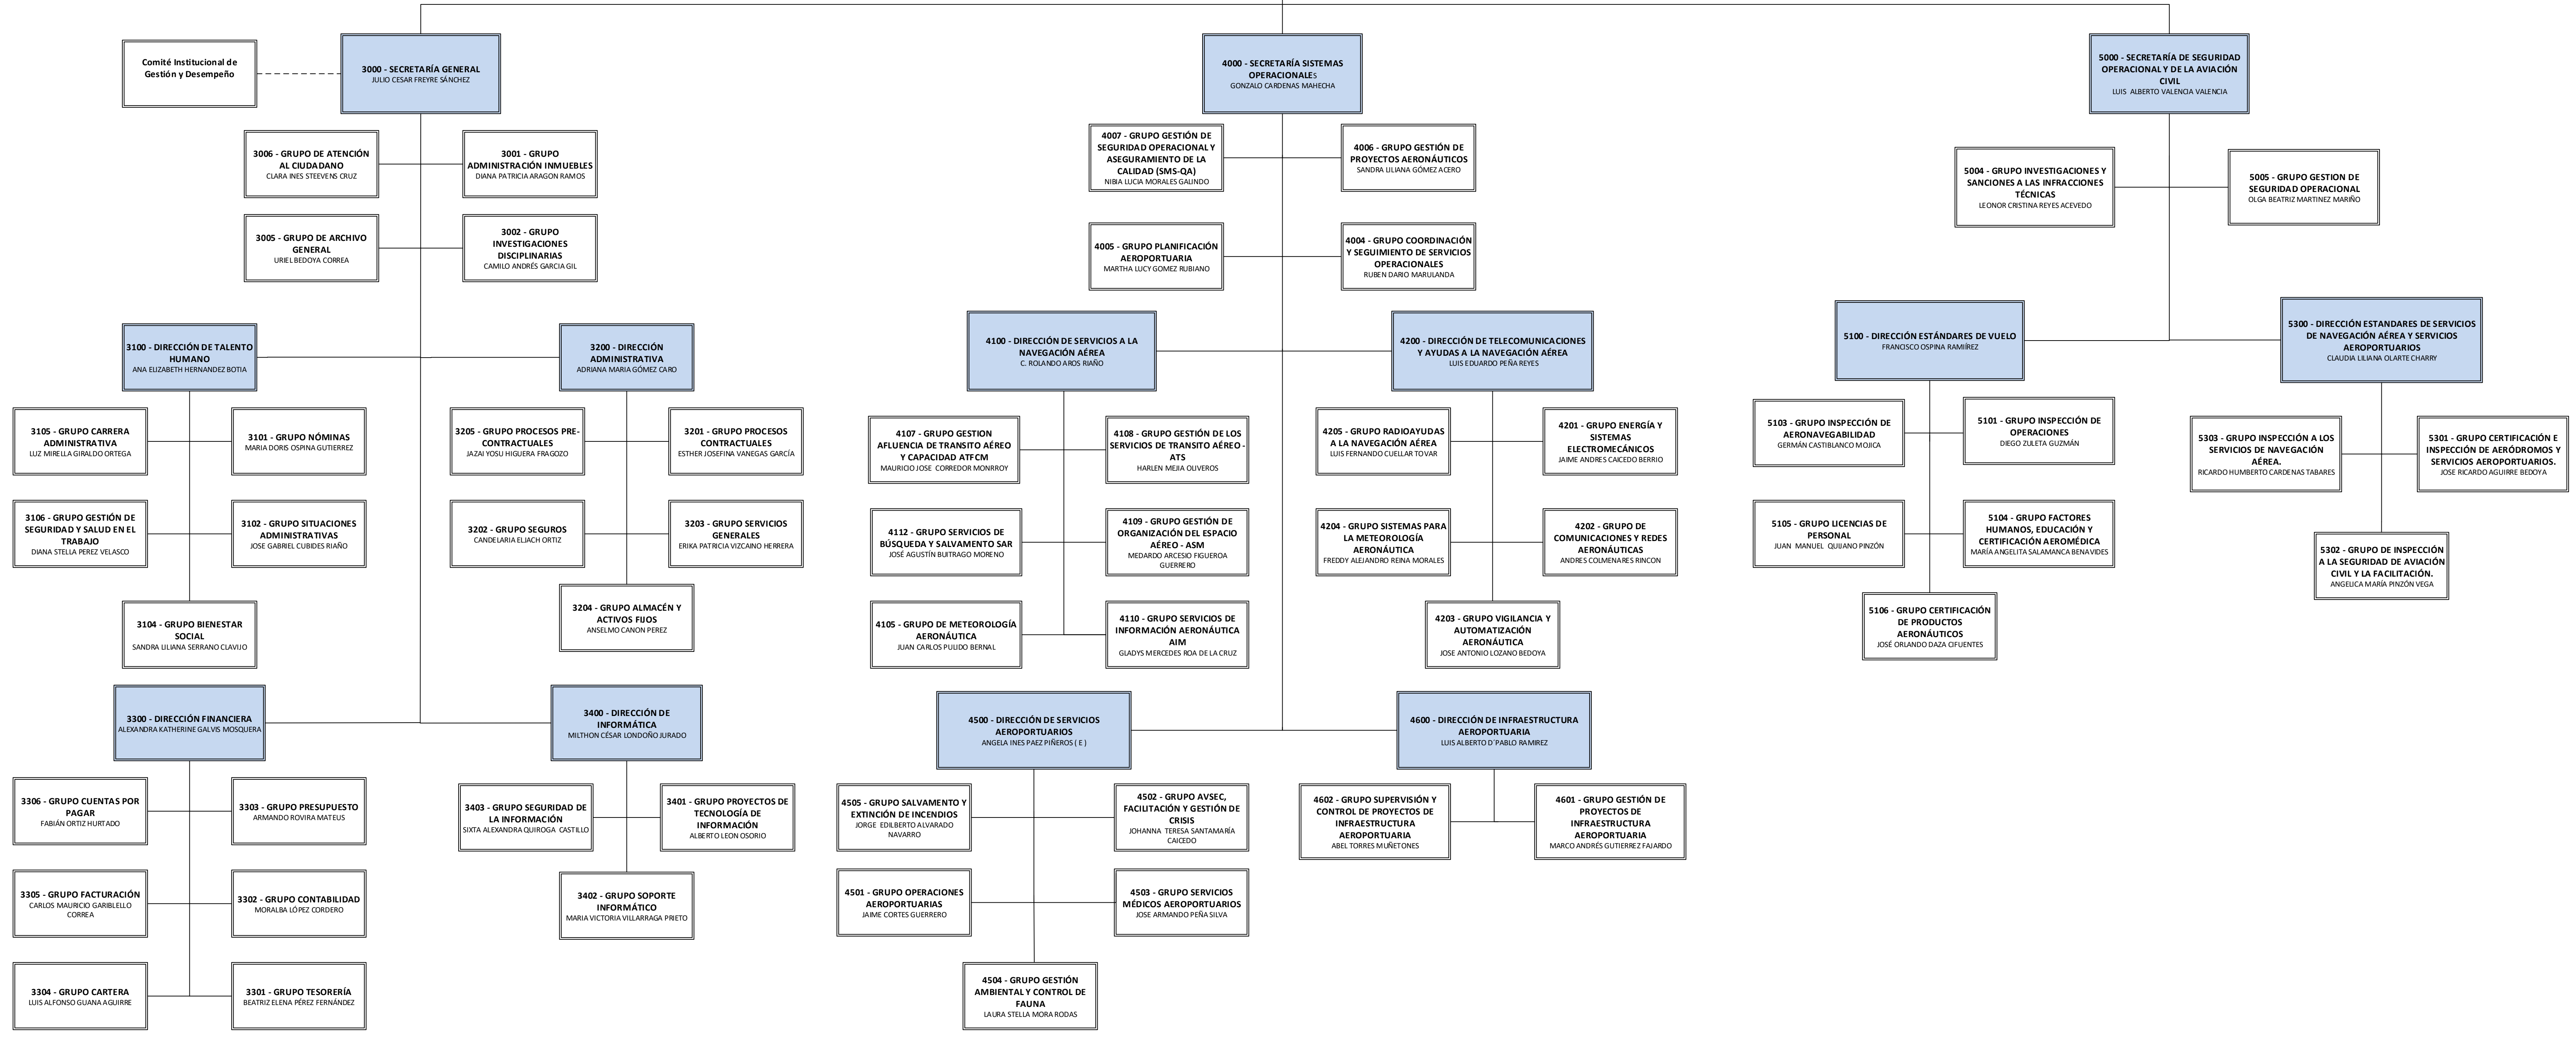 Comité Institucional de
Gestión y Desempeño
3000 - SECRETARÍA GENERAL
JULIO CESAR FREYRE SÁNCHEZ
3006 - GRUPO DE ATENCIÓN
AL CIUDADANO
CLARA INES STEEVENS CRUZ
3001 - GRUPO
ADMINISTRACIÓN INMUEBLES
DIANA PATRICIA ARAGON RAMOS
3005 - GRUPO DE ARCHIVO
GENERAL
URIEL BEDOYA CORREA
3002 - GRUPO
INVESTIGACIONES
DISCIPLINARIAS
CAMILO ANDRÉS GARCIA GIL
3100 - DIRECCIÓN DE TALENTO
HUMANO
ANA ELIZABETH HERNANDEZ BOTIA
3200 - DIRECCIÓN
ADMINISTRATIVA
ADRIANA MARIA GÓMEZ CARO
3105 - GRUPO CARRERA
ADMINISTRATIVA
LUZ MIRELLA GIRALDO ORTEGA
3101 - GRUPO NÓMINAS
MARIA DORIS OSPINA GUTIERREZ
3106 - GRUPO GESTIÓN DE
SEGURIDAD Y SALUD EN EL
TRABAJO
DIANA STELLA PEREZ VELASCO
3102 - GRUPO SITUACIONES
ADMINISTRATIVAS
JOSE GABRIEL CUBIDES RIAÑO
3104 - GRUPO BIENESTAR
SOCIAL
SANDRA LILIANA SERRANO CLAVIJO
3205 - GRUPO PROCESOS PRE-
CONTRACTUALES
JAZAI YOSU HIGUERA FRAGOZO
3201 - GRUPO PROCESOS
CONTRACTUALES
ESTHER JOSEFINA VANEGAS GARCÍA
3202 - GRUPO SEGUROS
CANDELARIA ELJACH ORTIZ
3203 - GRUPO SERVICIOS
GENERALES
ERIKA PATRICIA VIZCAINO HERRERA
3204 - GRUPO ALMACÉN Y
ACTIVOS FIJOS
ANSELMO CANON PEREZ
3300 - DIRECCIÓN FINANCIERA
ALEXANDRA KATHERINE GALVIS MOSQUERA
3400 - DIRECCIÓN DE
INFORMÁTICA
MILTHON CÉSAR LONDOÑO JURADO
3306 - GRUPO CUENTAS POR
PAGAR
FABIÁN ORTIZ HURTADO
3303 - GRUPO PRESUPUESTO
ARMANDO ROVIRA MATEUS
3305 - GRUPO FACTURACIÓN
CARLOS MAURICIO GARIBLELLO
CORREA
3302 - GRUPO CONTABILIDAD
MORALBA LÓPEZ CORDERO
3304 - GRUPO CARTERA
LUIS ALFONSO GUANA AGUIRRE
3301 - GRUPO TESORERÍA
BEATRIZ ELENA PÉREZ FERNÁNDEZ
3403 - GRUPO SEGURIDAD DE
LA INFORMACIÓN
SIXTA ALEXANDRA QUIROGA CASTILLO
3401 - GRUPO PROYECTOS DE
TECNOLOGÍA DE
INFORMACIÓN
ALBERTO LEON OSORIO
3402 - GRUPO SOPORTE
INFORMÁTICO
MARIA VICTORIA VILLARRAGA PRIETO
4000 - SECRETARÍA SISTEMAS
OPERACIONALES
GONZALO CARDENAS MAHECHA
4007 - GRUPO GESTIÓN DE
SEGURIDAD OPERACIONAL Y
ASEGURAMIENTO DE LA
CALIDAD (SMS-QA)
NIBIA LUCIA MORALES GALINDO
4006 - GRUPO GESTIÓN DE
PROYECTOS AERONÁUTICOS
SANDRA LILIANA GÓMEZ ACERO
4005 - GRUPO PLANIFICACIÓN
AEROPORTUARIA
MARTHA LUCY GOMEZ RUBIANO
4004 - GRUPO COORDINACIÓN
Y SEGUIMIENTO DE SERVICIOS
OPERACIONALES
RUBEN DARIO MARULANDA
4100 - DIRECCIÓN DE SERVICIOS A LA
NAVEGACIÓN AÉREA
C. ROLANDO AROS RIAÑO
4200 - DIRECCIÓN DE TELECOMUNICACIONES
Y AYUDAS A LA NAVEGACIÓN AÉREA
LUIS EDUARDO PEÑA REYES
4107 - GRUPO GESTION
AFLUENCIA DE TRANSITO AÉREO
Y CAPACIDAD ATFCM
MAURICIO JOSE CORREDOR MONRROY
4108 - GRUPO GESTIÓN DE LOS
SERVICIOS DE TRANSITO AÉREO -
ATS
HARLEN MEJIA OLIVEROS
4112 - GRUPO SERVICIOS DE
BÚSQUEDA Y SALVAMENTO SAR
JOSÉ AGUSTÍN BUITRAGO MORENO
4109 - GRUPO GESTIÓN DE
ORGANIZACIÓN DEL ESPACIO
AÉREO - ASM
MEDARDO ARCESIO FIGUEROA
GUERRERO
4105 - GRUPO DE METEOROLOGÍA
AERONÁUTICA
JUAN CARLOS PULIDO BERNAL
4110 - GRUPO SERVICIOS DE
INFORMACIÓN AERONÁUTICA
AIM
GLADYS MERCEDES ROA DE LA CRUZ
4205 - GRUPO RADIOAYUDAS
A LA NAVEGACIÓN AÉREA
LUIS FERNANDO CUELLAR TOVAR
4201 - GRUPO ENERGÍA Y
SISTEMAS
ELECTROMECÁNICOS
JAIME ANDRES CAICEDO BERRIO
4204 - GRUPO SISTEMAS PARA
LA METEOROLOGÍA
AERONÁUTICA
FREDDY ALEJANDRO REINA MORALES
4202 - GRUPO DE
COMUNICACIONES Y REDES
AERONÁUTICAS
ANDRES COLMENARES RINCON
4203 - GRUPO VIGILANCIA Y
AUTOMATIZACIÓN
AERONÁUTICA
JOSE ANTONIO LOZANO BEDOYA
4500 - DIRECCIÓN DE SERVICIOS
AEROPORTUARIOS
ANGELA INES PAEZ PIÑEROS ( E )
4600 - DIRECCIÓN DE INFRAESTRUCTURA
AEROPORTUARIA
LUIS ALBERTO D´PABLO RAMIREZ
4505 - GRUPO SALVAMENTO Y
EXTINCIÓN DE INCENDIOS
JORGE EDILBERTO ALVARADO
NAVARRO
4502 - GRUPO AVSEC,
FACILITACIÓN Y GESTIÓN DE
CRISIS
JOHANNA TERESA SANTAMARÍA
CAICEDO
4501 - GRUPO OPERACIONES
AEROPORTUARIAS
JAIME CORTES GUERRERO
4503 - GRUPO SERVICIOS
MÉDICOS AEROPORTUARIOS
JOSE ARMANDO PEÑA SILVA
4504 - GRUPO GESTIÓN
AMBIENTAL Y CONTROL DE
FAUNA
LAURA STELLA MORA RODAS
4602 - GRUPO SUPERVISIÓN Y
CONTROL DE PROYECTOS DE
INFRAESTRUCTURA
AEROPORTUARIA
ABEL TORRES MUÑETONES
4601 - GRUPO GESTIÓN DE
PROYECTOS DE
INFRAESTRUCTURA
AEROPORTUARIA
MARCO ANDRÉS GUTIERREZ FAJARDO
5000 - SECRETARÍA DE SEGURIDAD
OPERACIONAL Y DE LA AVIACIÓN
CIVIL
LUIS ALBERTO VALENCIA VALENCIA
5004 - GRUPO INVESTIGACIONES Y
SANCIONES A LAS INFRACCIONES
TÉCNICAS
LEONOR CRISTINA REYES ACEVEDO
5005 - GRUPO GESTION DE
SEGURIDAD OPERACIONAL
OLGA BEATRIZ MARTINEZ MARIÑO
5100 - DIRECCIÓN ESTÁNDARES DE VUELO
FRANCISCO OSPINA RAMIÍREZ
5300 - DIRECCIÓN ESTANDARES DE SERVICIOS
DE NAVEGACIÓN AÉREA Y SERVICIOS
AEROPORTUARIOS
CLAUDIA LILIANA OLARTE CHARRY
5103 - GRUPO INSPECCIÓN DE
AERONAVEGABILIDAD
GERMÁN CASTIBLANCO MOJICA
5101 - GRUPO INSPECCIÓN DE
OPERACIONES
DIEGO ZULETA GUZMÁN
5105 - GRUPO LICENCIAS DE
PERSONAL
JUAN MANUEL QUIJANO PINZÓN
5104 - GRUPO FACTORES
HUMANOS, EDUCACIÓN Y
CERTIFICACIÓN AEROMÉDICA
MARÍA ANGELITA SALAMANCA BENAVIDES
5106 - GRUPO CERTIFICACIÓN
DE PRODUCTOS
AERONÁUTICOS
JOSÉ ORLANDO DAZA CIFUENTES
5303 - GRUPO INSPECCIÓN A LOS
SERVICIOS DE NAVEGACIÓN
AÉREA.
RICARDO HUMBERTO CARDENAS TABARES
5301 - GRUPO CERTIFICACIÓN E
INSPECCIÓN DE AERÓDROMOS Y
SERVICIOS AEROPORTUARIOS.
JOSE RICARDO AGUIRRE BEDOYA
5302 - GRUPO DE INSPECCIÓN
A LA SEGURIDAD DE AVIACIÓN
CIVIL Y LA FACILITACIÓN.
ANGELICA MARÍA PINZÓN VEGA